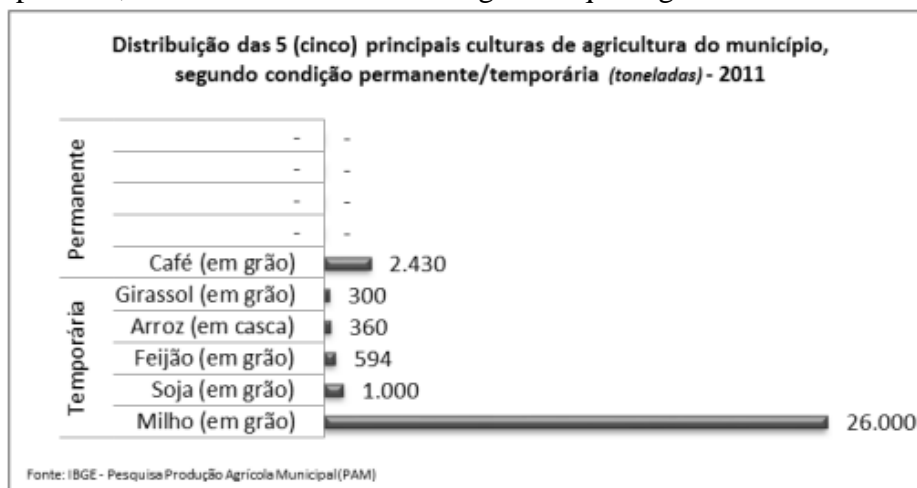 Distribuição das 5 (cinco) principais culturas de agricultura do município,
segundo condição permanente/temporária (toneladas) - 2011
Permanente
- -
- -
- -
- -
Café (em grão) 2.430
Temporária
Girassol (em grão) 300
Arroz (em casca) 360
Feijão (em grão) 594
Soja (em grão) 1.000
Milho (em grão) 26.000
Fonte: IBGE - Pesquisa Produção Agrícola Municipal(PAM)